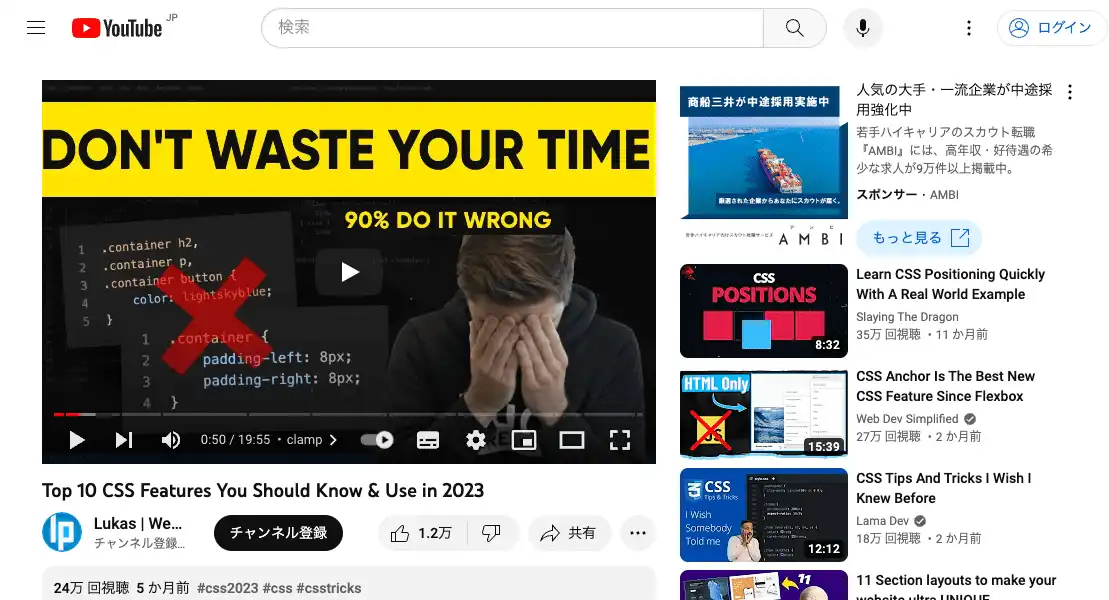 YouTube JP
検索
ログイン
DON'T WASTE YOUR TIME
90% DO IT WRONG
1 .container h2,
2 .container p,
3 .container button {
4 color: lightskyblue;
5 }
1 .container {
2 padding-left: 8px;
3 padding-right: 8px;
4 }
0:50 / 19:55 ・ clamp
Top 10 CSS Features You Should Know & Use in 2023
Lukas | We...
チャンネル登録...
チャンネル登録
1.2万
共有
24万 回視聴 5 か月前 #css2023 #css #csstricks
商船三井が中途採用実施中
厳選された企業からあなたにスカウトが届く。
若手ハイキャリアのスカウト転職サービス
アンビ
AMBI
人気の大手・一流企業が中途採
用強化中
若手ハイキャリアのスカウト転職
『AMBI』には、高年収・好待遇の希
少な求人が9万件以上掲載中。
スポンサー・AMBI
もっと見る
CSS
POSITIONS
8:32
Learn CSS Positioning Quickly
With A Real World Example
Slaying The Dragon
35万 回視聴 ・11 か月前
HTML Only
JS
15:39
CSS Anchor Is The Best New
CSS Feature Since Flexbox
Web Dev Simplified
27万 回視聴 ・2 か月前
CSS
Tips & Tricks
I Wish
Somebody
Told me
12:12
CSS Tips And Tricks I Wish I
Knew Before
Lama Dev
18万 回視聴 ・2 か月前
11
11 Section layouts to make your
website ultra UNIQUE